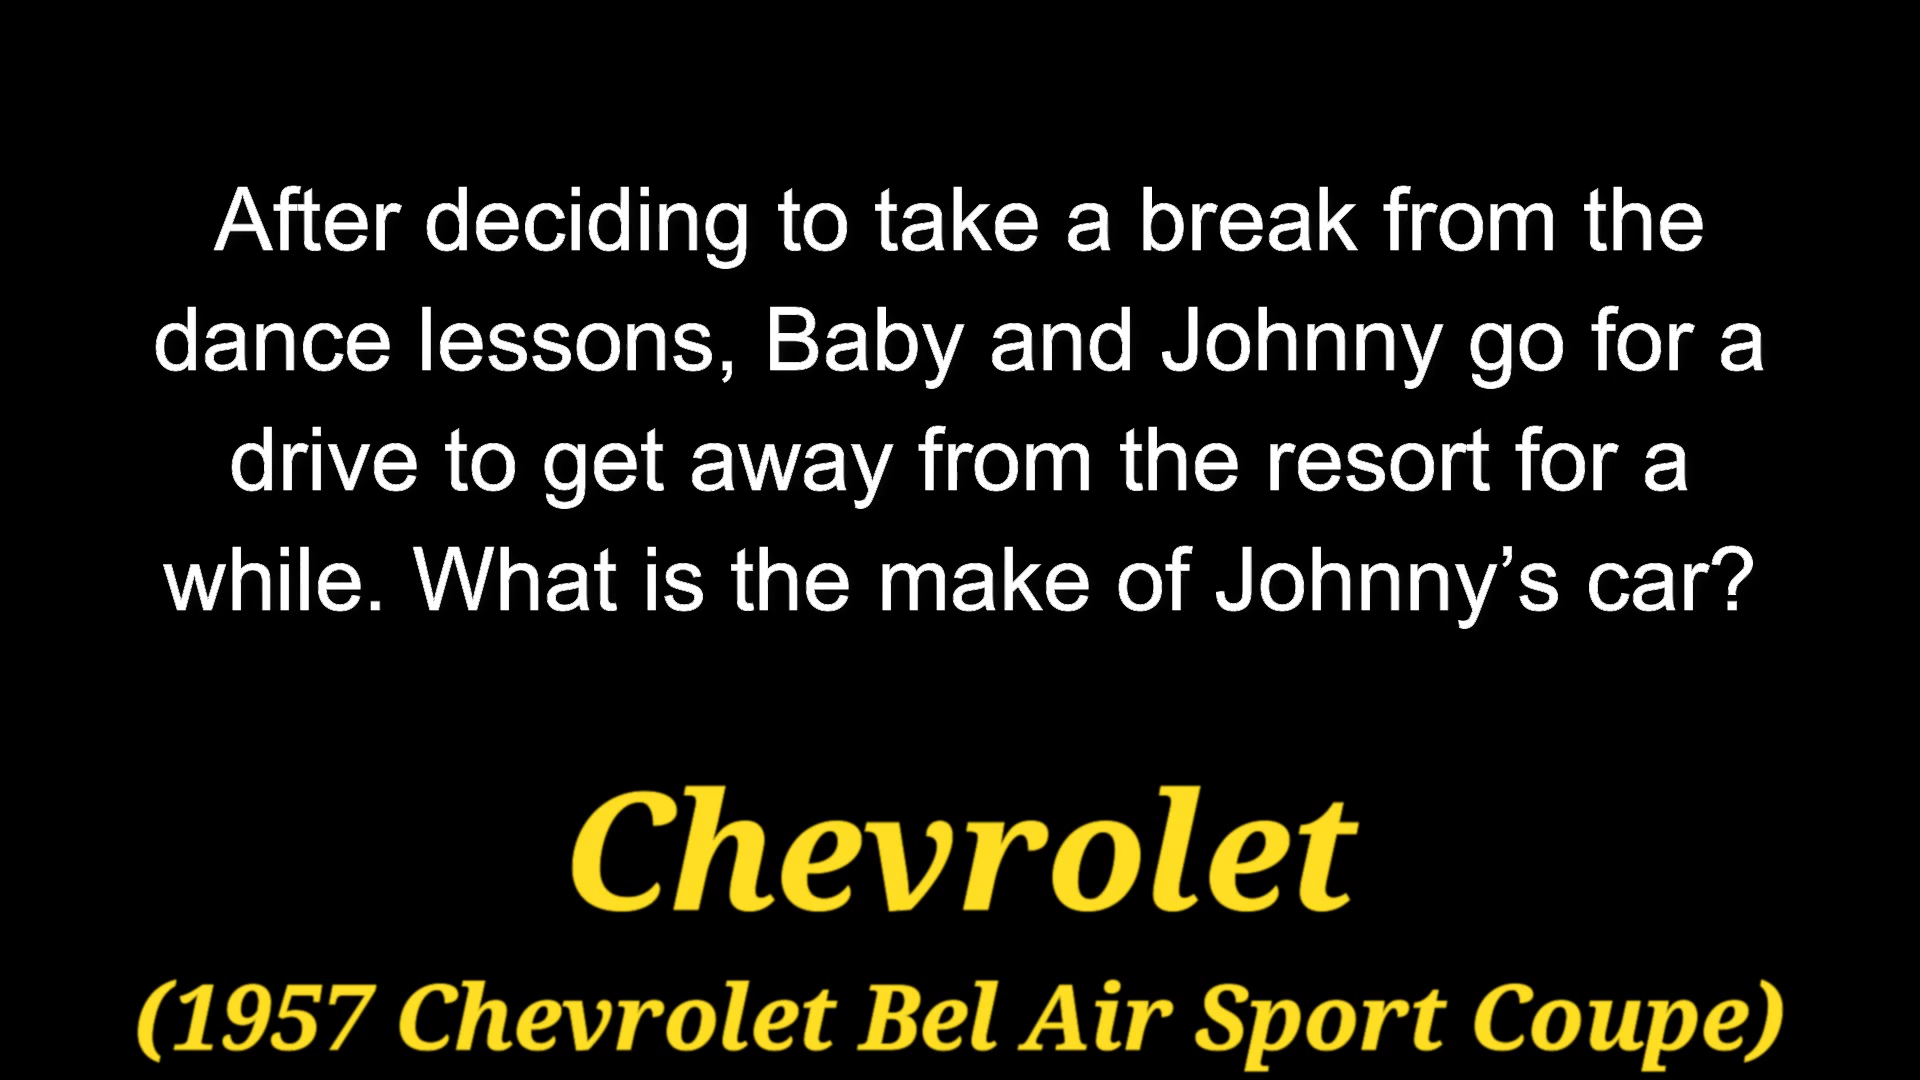 After deciding to take a break from the
dance lessons, Baby and Johnny go for a
drive to get away from the resort for a
while. What is the make of Johnny’s car?
Chevrolet
(1957 Chevrolet Bel Air Sport Coupe)